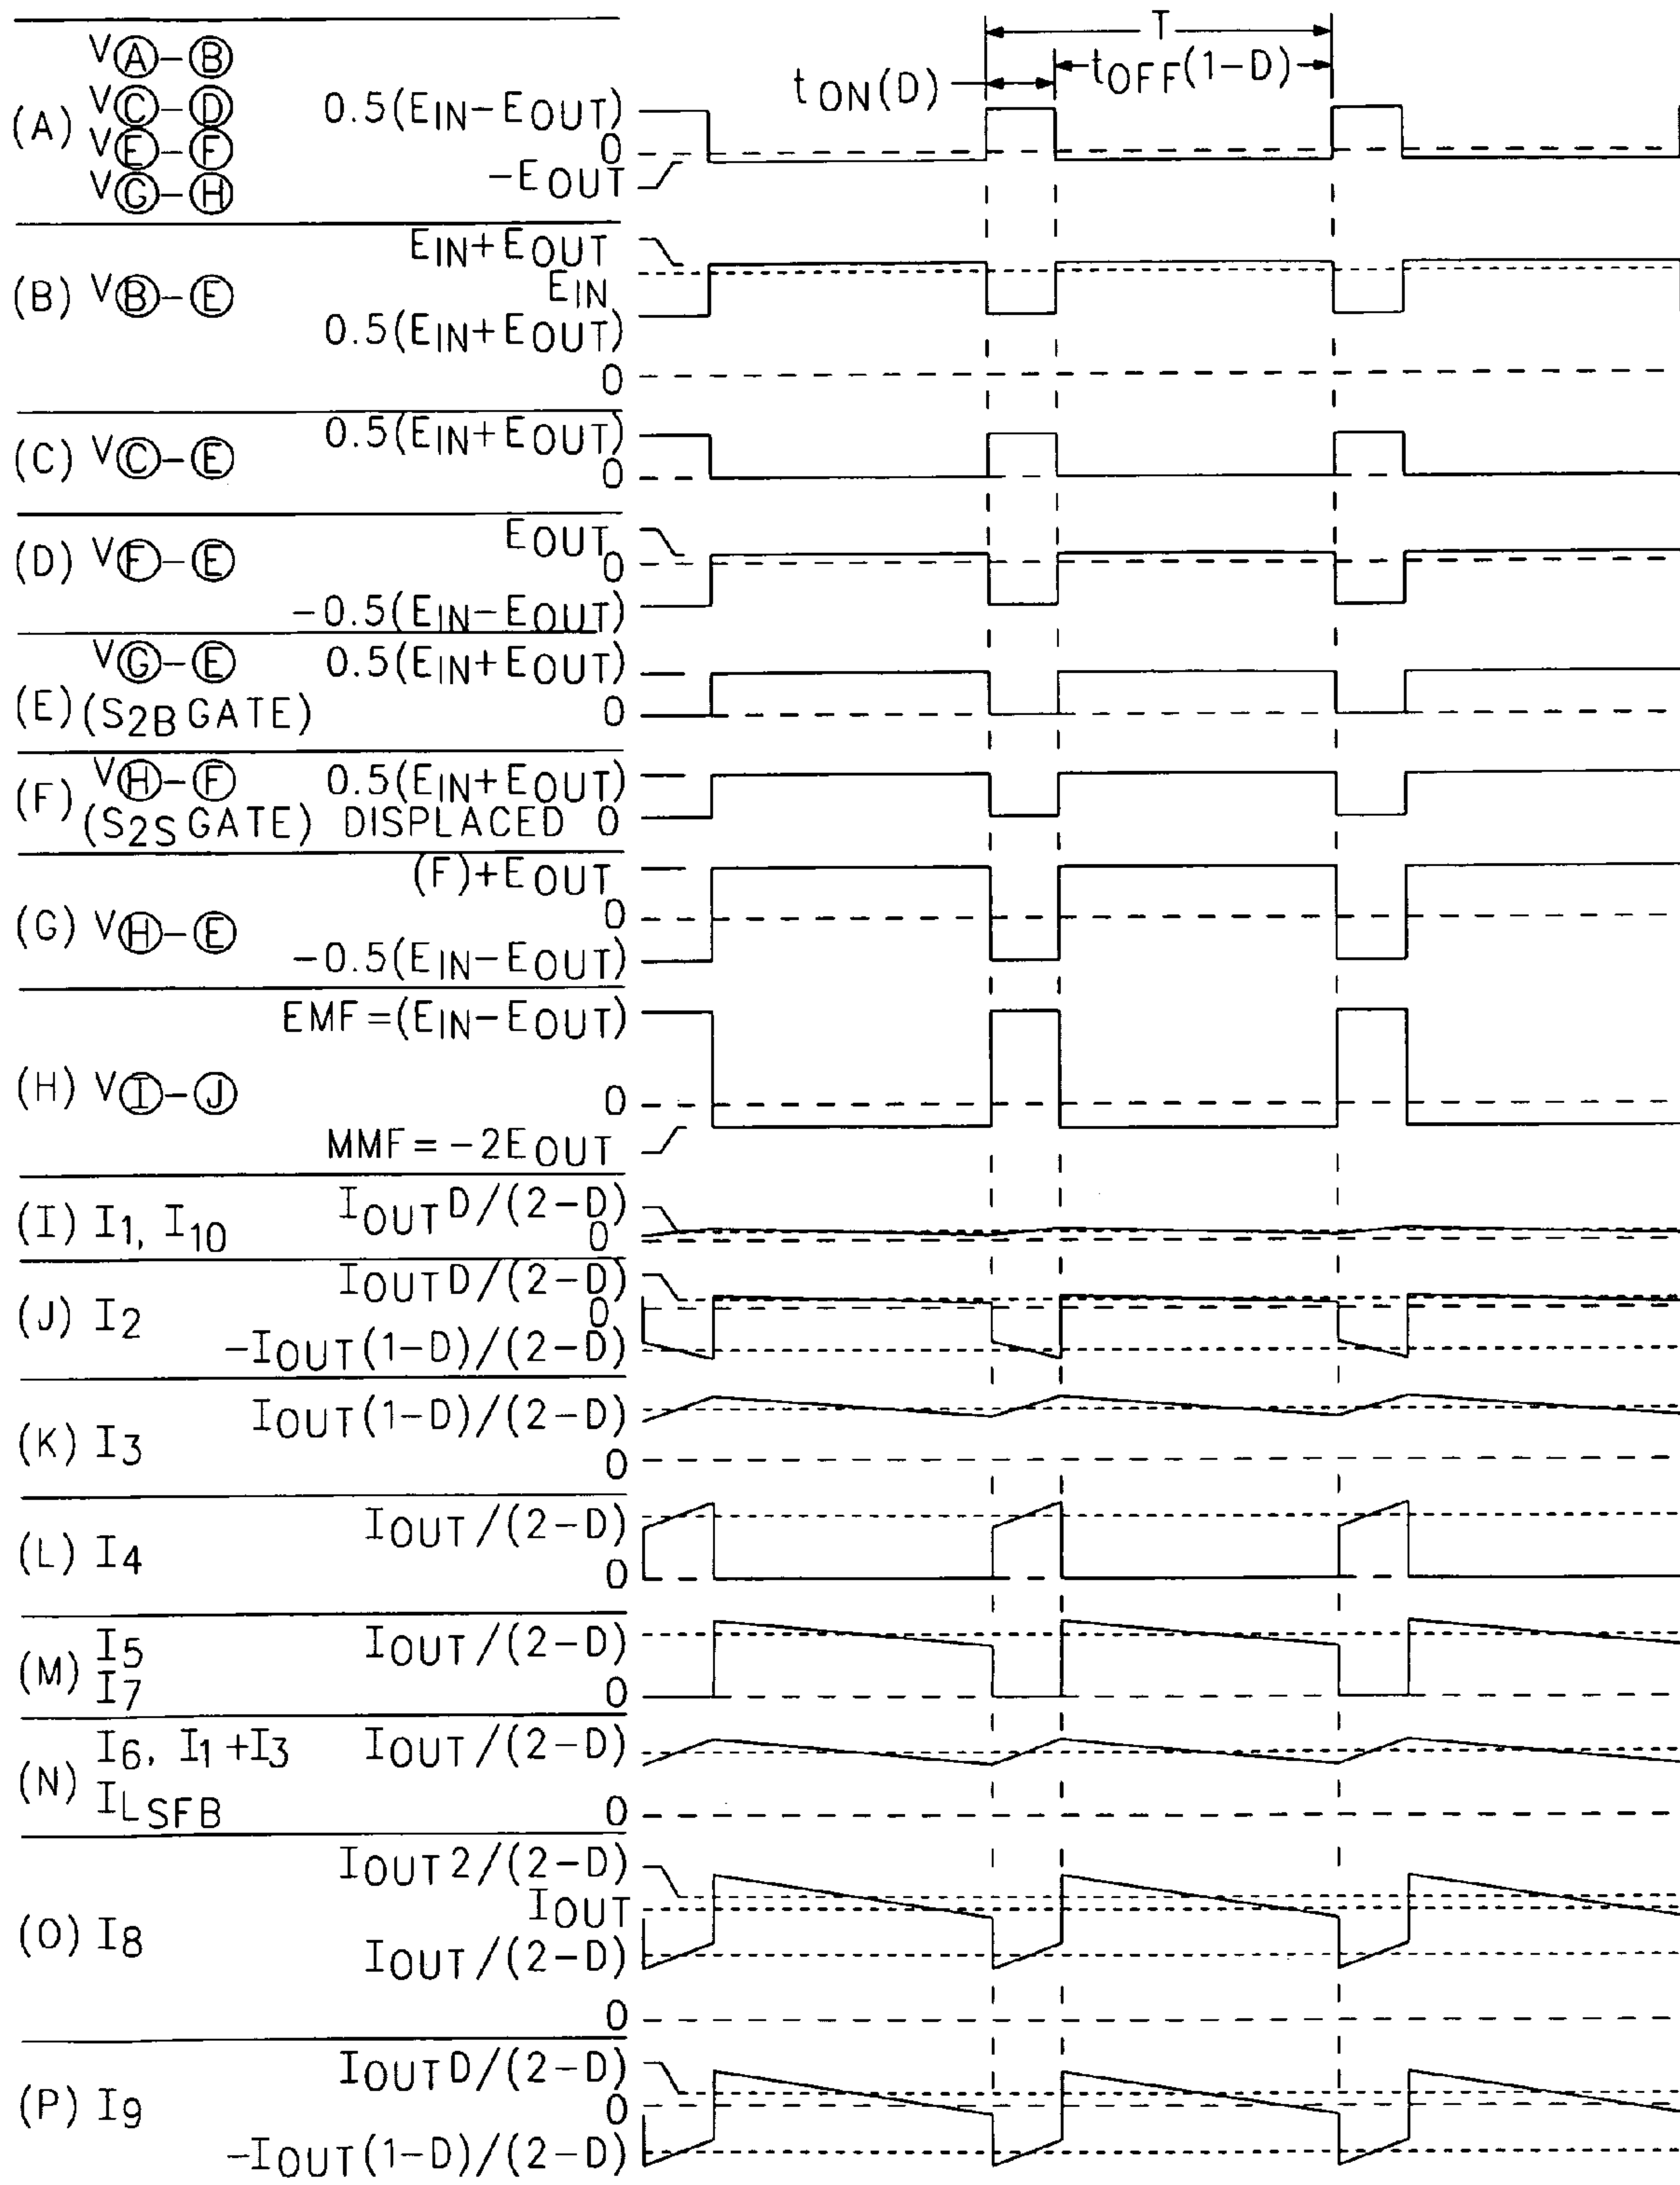 T
tON(D)
tOFF(1-D)
(A) VⒶ-Ⓑ
VⒸ-Ⓓ
VⒺ-Ⓕ
VⒼ-Ⓗ
0.5(EIN-EOUT)
0
-EOUT
(B) VⒷ-Ⓔ
EIN+EOUT
EIN
0.5(EIN+EOUT)
0
(C) VⒸ-Ⓔ
0.5(EIN+EOUT)
0
(D) VⒻ-Ⓔ
EOUT
0
-0.5(EIN-EOUT)
(E) VⒼ-Ⓔ
(S2B GATE)
0.5(EIN+EOUT)
0
(F) VⒽ-Ⓕ
(S2S GATE) DISPLACED 0
0.5(EIN+EOUT)
(G) VⒽ-Ⓔ
(F)+EOUT
0
-0.5(EIN-EOUT)
(H) VⒾ-Ⓙ
EMF=(EIN-EOUT)
0
MMF=-2EOUT
(I) I1, I10
IOUTD/(2-D)
0
(J) I2
IOUTD/(2-D)
0
-IOUT(1-D)/(2-D)
(K) I3
IOUT(1-D)/(2-D)
0
(L) I4
IOUT/(2-D)
0
(M) I5
I7
IOUT/(2-D)
0
(N) I6, I1+I3
ILSFB
IOUT/(2-D)
0
(O) I8
IOUT2/(2-D)
IOUT
IOUT/(2-D)
0
(P) I9
IOUTD/(2-D)
0
-IOUT(1-D)/(2-D)